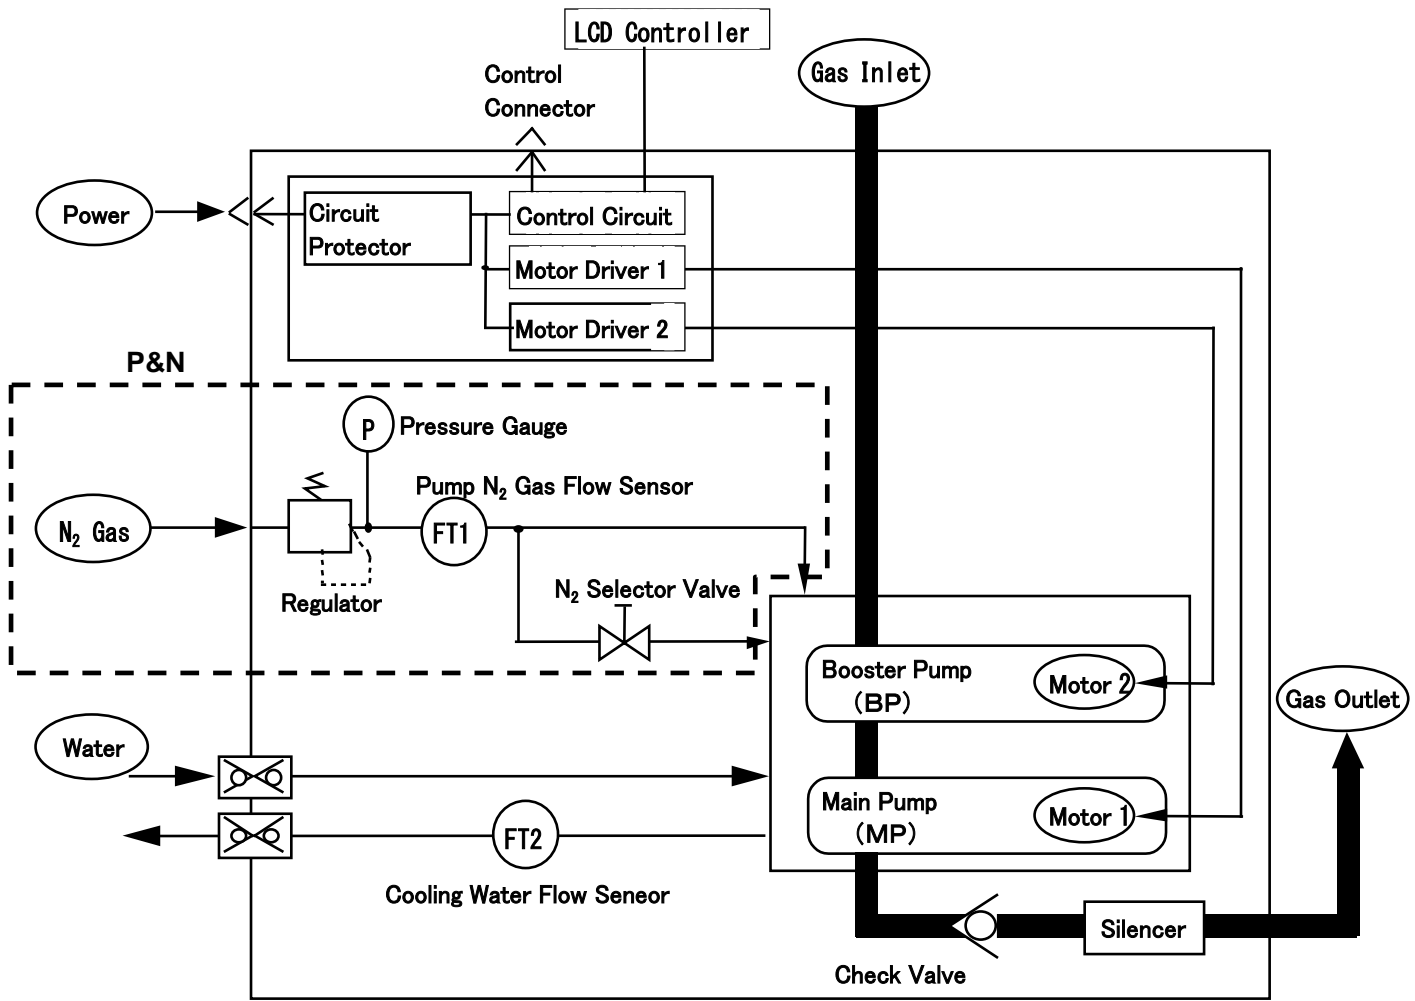 LCD Controller
Gas Inlet
Control
Connector
Power
Circuit
Protector
Control Circuit
Motor Driver 1
Motor Driver 2
P&N
P
Pressure Gauge
Pump N₂ Gas Flow Sensor
N₂ Gas
FT1
N₂ Selector Valve
Regulator
Booster Pump
(BP)
Motor 2
Gas Outlet
Water
Main Pump
(MP)
Motor 1
FT2
Cooling Water Flow Seneor
Silencer
Check Valve